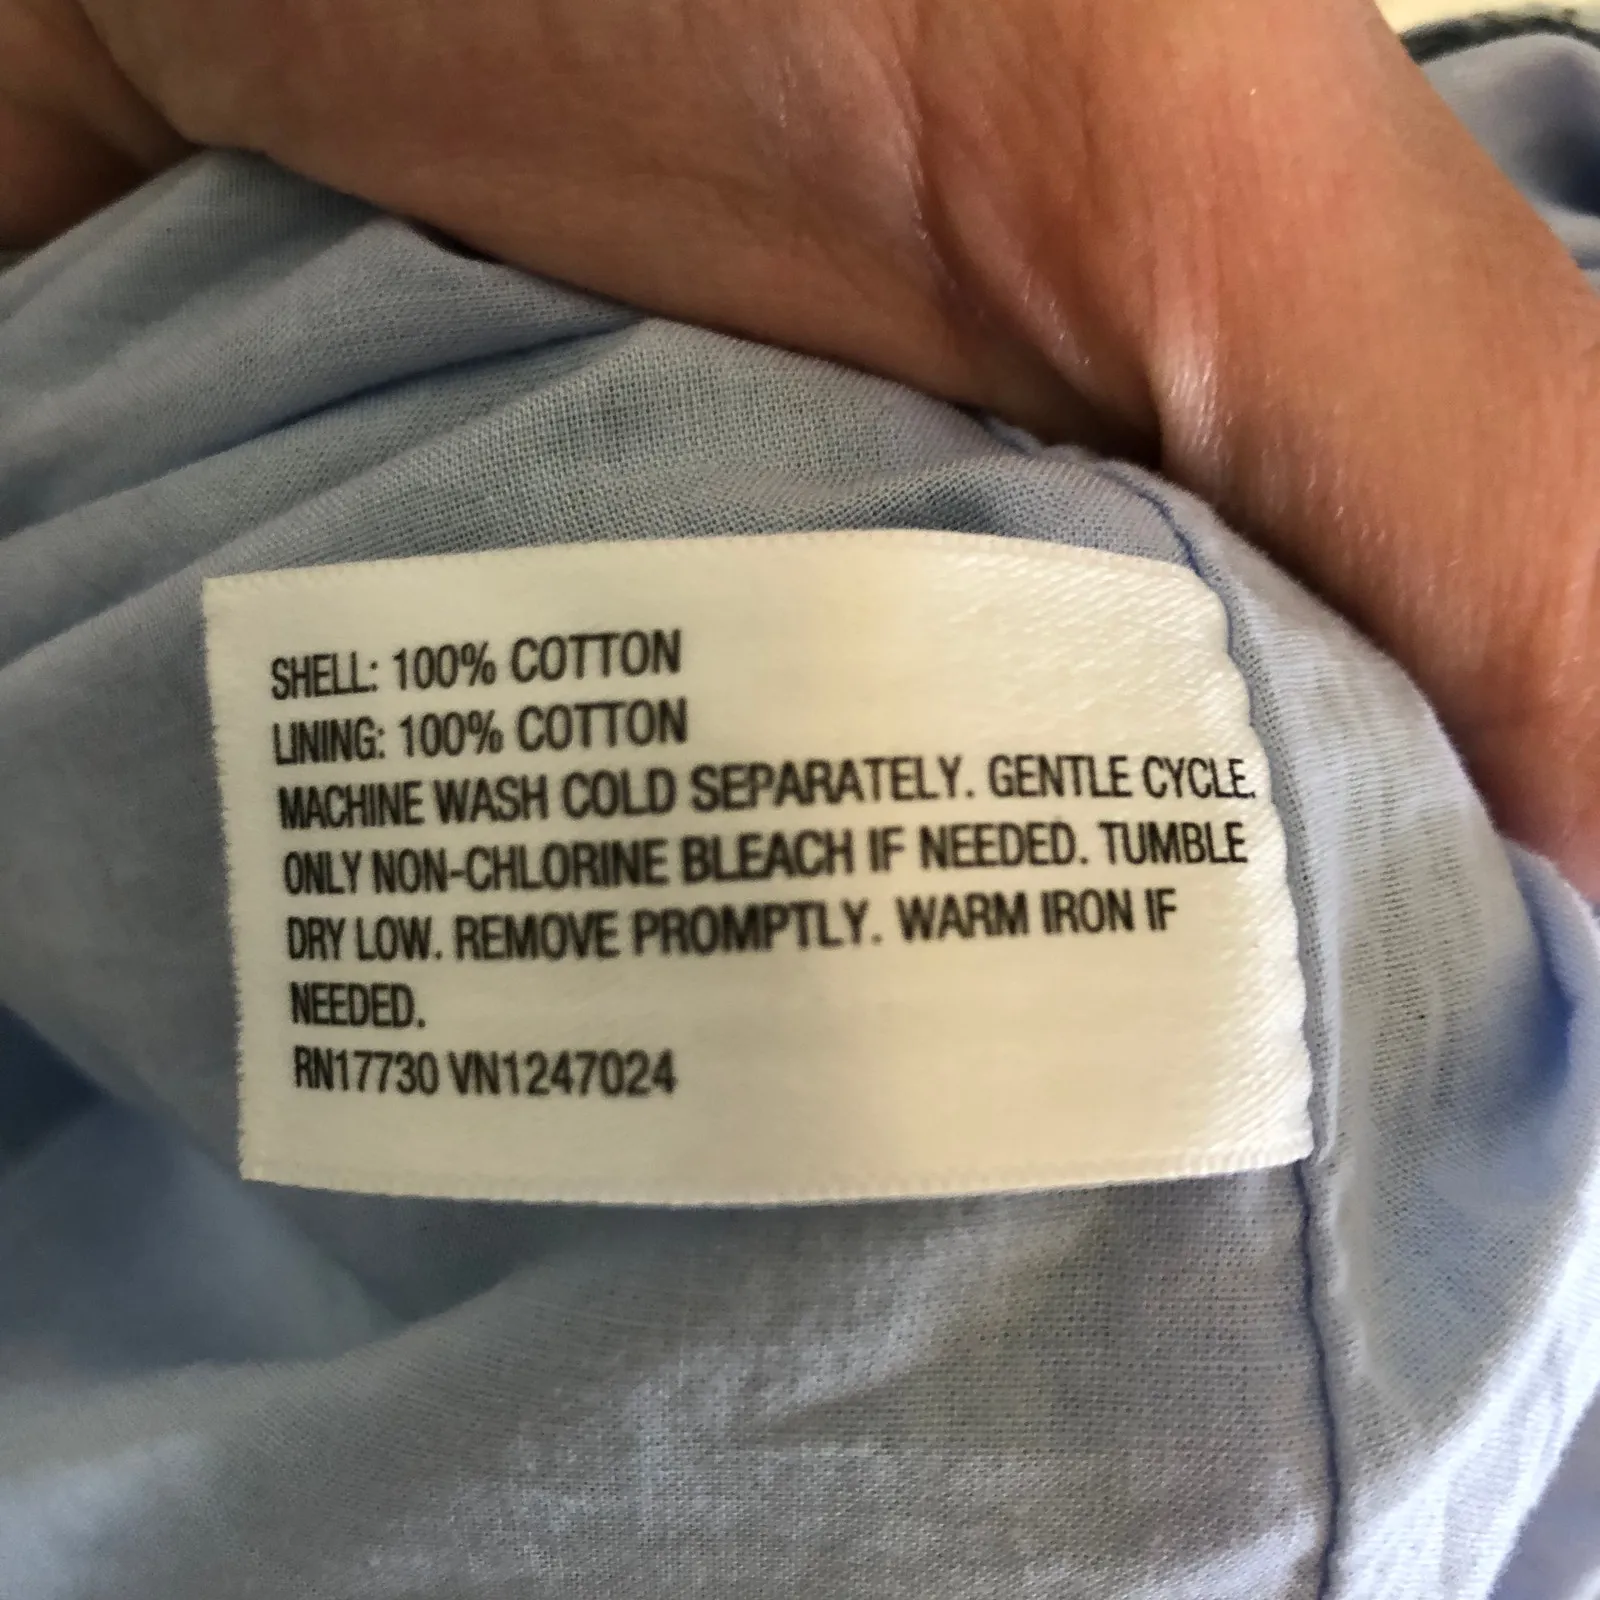 SHELL: 100% COTTON
LINING: 100% COTTON
MACHINE WASH COLD SEPARATELY. GENTLE CYCLE.
ONLY NON-CHLORINE BLEACH IF NEEDED. TUMBLE
DRY LOW. REMOVE PROMPTLY. WARM IRON IF
NEEDED.
RN17730 VN1247024